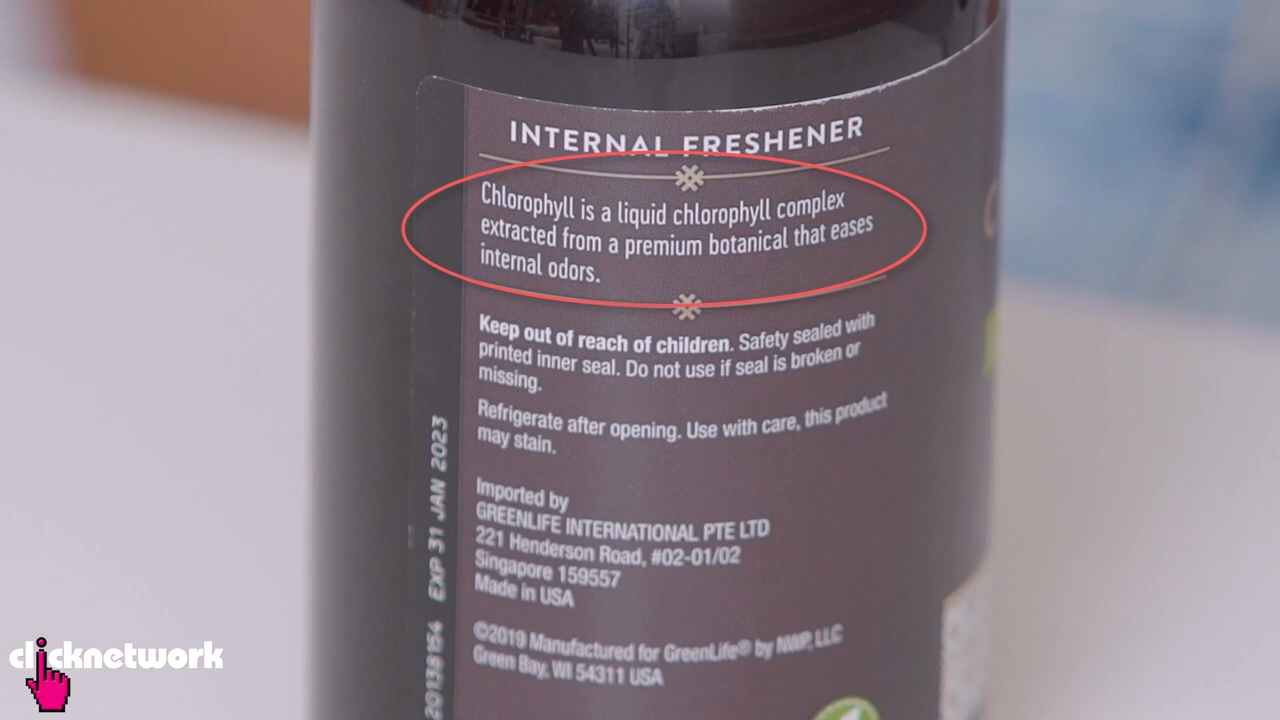 INTERNAL FRESHENER
Chlorophyll is a liquid chlorophyll complex
extracted from a premium botanical that eases
internal odors.
Keep out of reach of children. Safety sealed with
printed inner seal. Do not use if seal is broken or
missing.
Refrigerate after opening. Use with care, this product
may stain.
Imported by
GREENLIFE INTERNATIONAL PTE LTD
221 Henderson Road, #02-01/02
Singapore 159557
Made in USA
©2019 Manufactured for GreenLife® by NWP, LLC
Green Bay, WI 54311 USA
20138154 EXP 31 JAN 2023
clicknetwork